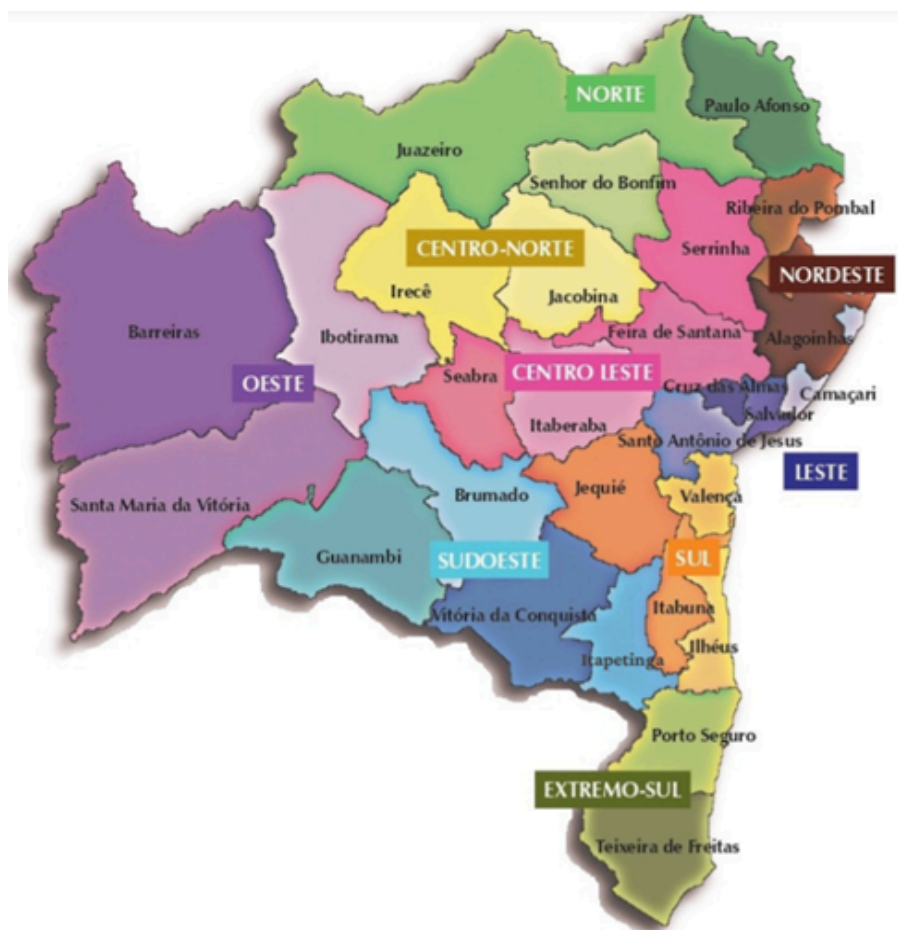 NORTE
Paulo Afonso
Juazeiro
Senhor do Bonfim
Ribeira do Pombal
CENTRO-NORTE
Serrinha
NORDESTE
Irecê
Jacobina
Barreiras
Ibotirama
Feira de Santana
Alagoinhas
OESTE
Seabra
CENTRO LESTE
Cruz das Almas
Camaçari
Salvador
Itaberaba
Santo Antônio de Jesus
LESTE
Santa Maria da Vitória
Brumado
Jequié
Valença
Guanambi
SUDOESTE
SUL
Vitória da Conquista
Itabuna
Ilhéus
Itapetinga
Porto Seguro
EXTREMO-SUL
Teixeira de Freitas